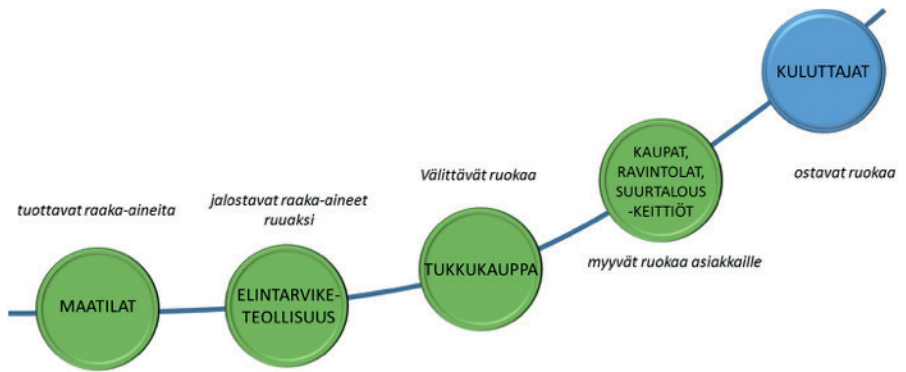 MAATILAT
tuottavat raaka-aineita
ELINTARVIKE-
TEOLLISUUS
jalostavat raaka-aineet
ruuaksi
TUKKUKAUPPA
Välittävät ruokaa
KAUPAT,
RAVINTOLAT,
SUURTALOUS
-KEITTIÖT
myyvät ruokaa asiakkaille
KULUTTAJAT
ostavat ruokaa